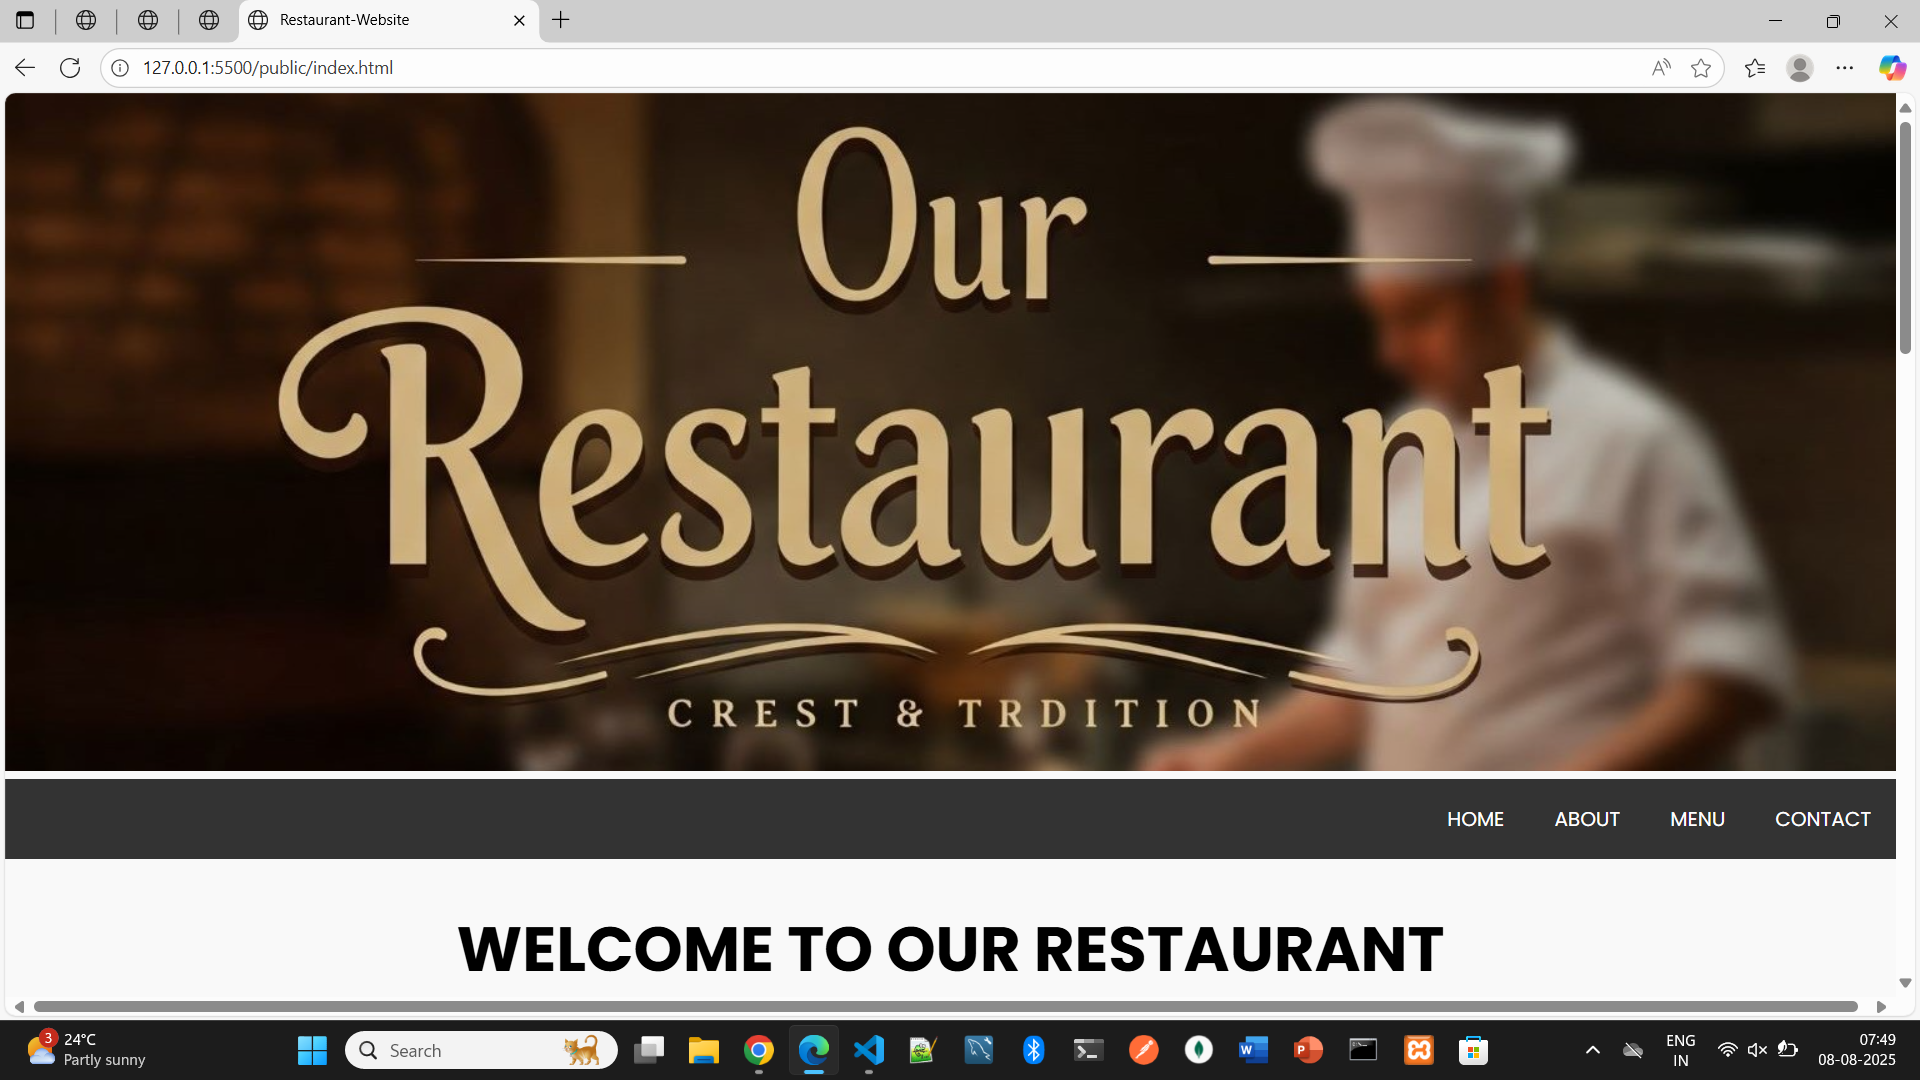 Restaurant-Website
127.0.0.1:5500/public/index.html
Our
Restaurant
CREST & TRDITION
HOME ABOUT MENU CONTACT
WELCOME TO OUR RESTAURANT
3
24°C
Partly sunny
Search
ENG
IN
07:49
08-08-2025